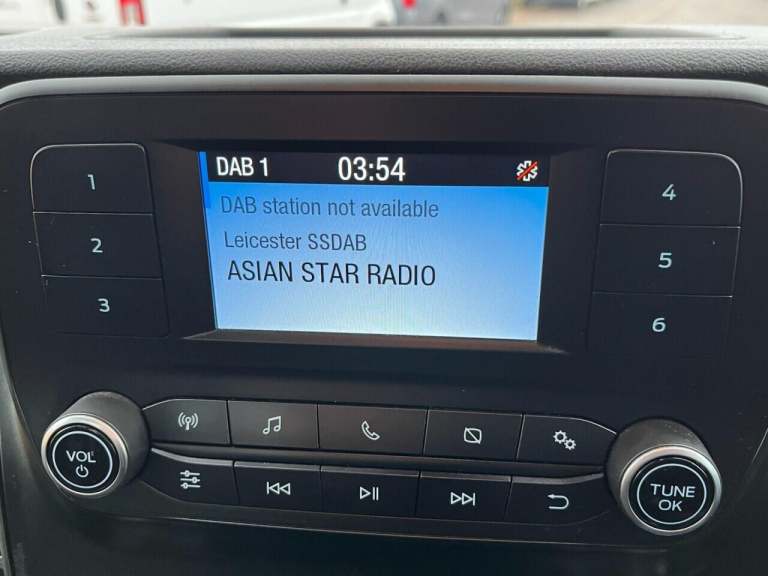 DAB 1 03:54
DAB station not available
Leicester SSDAB
ASIAN STAR RADIO
1
2
3
4
5
6
VOL
TUNE
OK